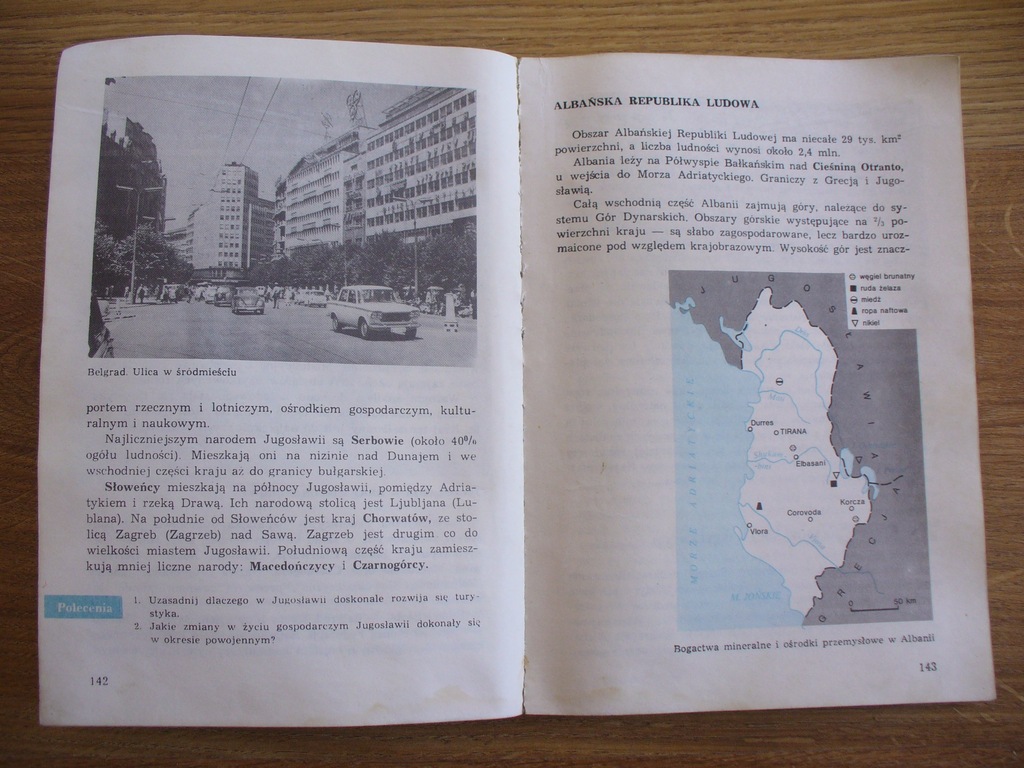 Belgrad. Ulica w śródmieściu
portem rzecznym i lotniczym, ośrodkiem gospodarczym, kultu-
ralnym i naukowym.
Najliczniejszym narodem Jugosławii są Serbowie (około 40%
ogółu ludności). Mieszkają oni na nizinie nad Dunajem i we
wschodniej części kraju aż do granicy bułgarskiej.
Słoweńcy mieszkają na północy Jugosławii, pomiędzy Adria-
tykiem i rzeką Drawą. Ich narodową stolicą jest Ljubljana (Lu-
blana). Na południe od Słoweńców jest kraj Chorwatów, ze sto-
licą Zagreb (Zagrzeb) nad Sawą. Zagrzeb jest drugim co do
wielkości miastem Jugosławii. Południową część kraju zamiesz-
kują mniej liczne narody: Macedończycy i Czarnogórcy.
Polecenia
1. Uzasadnij dlaczego w Jugosławii doskonale rozwija się tury-
styka.
2. Jakie zmiany w życiu gospodarczym Jugosławii dokonały się
w okresie powojennym?
142
ALBAŃSKA REPUBLIKA LUDOWA
Obszar Albańskiej Republiki Ludowej ma niecałe 29 tys. km²
powierzchni, a liczba ludności wynosi około 2,4 mln.
Albania leży na Półwyspie Bałkańskim nad Cieśniną Otranto,
u wejścia do Morza Adriatyckiego. Graniczy z Grecją i Jugo-
sławią.
Całą wschodnią część Albanii zajmują góry, należące do sy-
stemu Gór Dynarskich. Obszary górskie występujące na ²/₃ po-
wierzchni kraju — są słabo zagospodarowane, lecz bardzo uroz-
maicone pod względem krajobrazowym. Wysokość gór jest znacz-
węgiel brunatny
ruda żelaza
miedź
ropa naftowa
nikiel
JUGOSŁAWIA
MORZE ADRIATYCKIE
Durres
TIRANA
Elbasani
Korcza
Corovoda
Vlora
M. JOŃSKIE
GRECJA
0 50 km
Bogactwa mineralne i ośrodki przemysłowe w Albanii
143